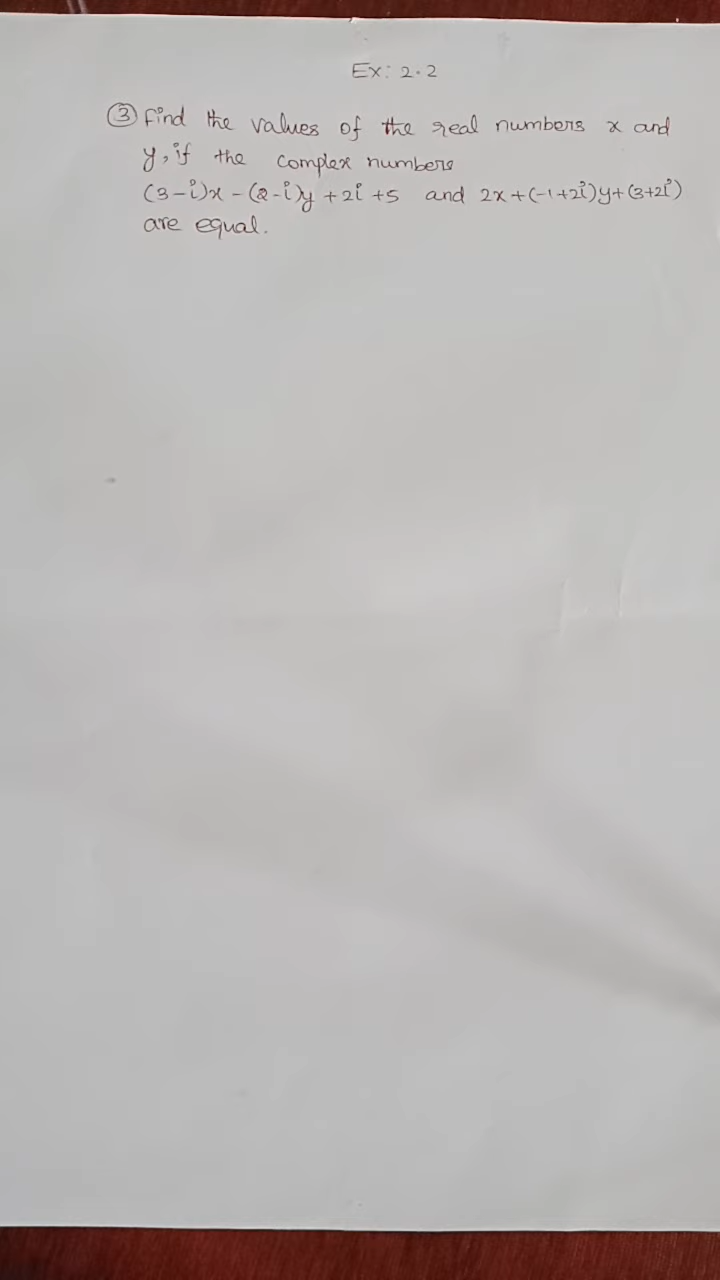 Ex: 2.2
③ Find the values of the real numbers x and
y, if the complex numbers
(3-i)x - (2-i)y + 2i + 5 and 2x + (-1+2i)y + (3+2i)
are equal.